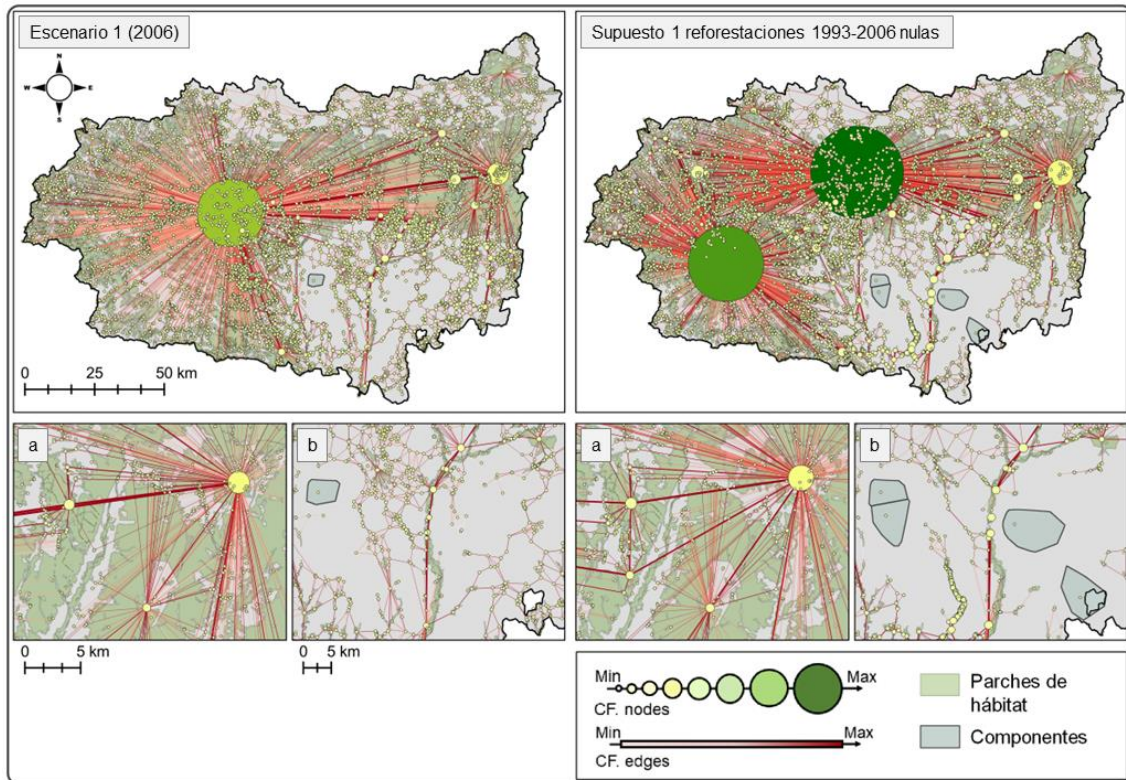 Escenario 1 (2006)
Supuesto 1 reforestaciones 1993-2006 nulas
N
W E
S
0 25 50 km
a
b
a
b
0 5 km
0 5 km
Min Max
CF. nodes
Min Max
CF. edges
Parches de
hábitat
Componentes